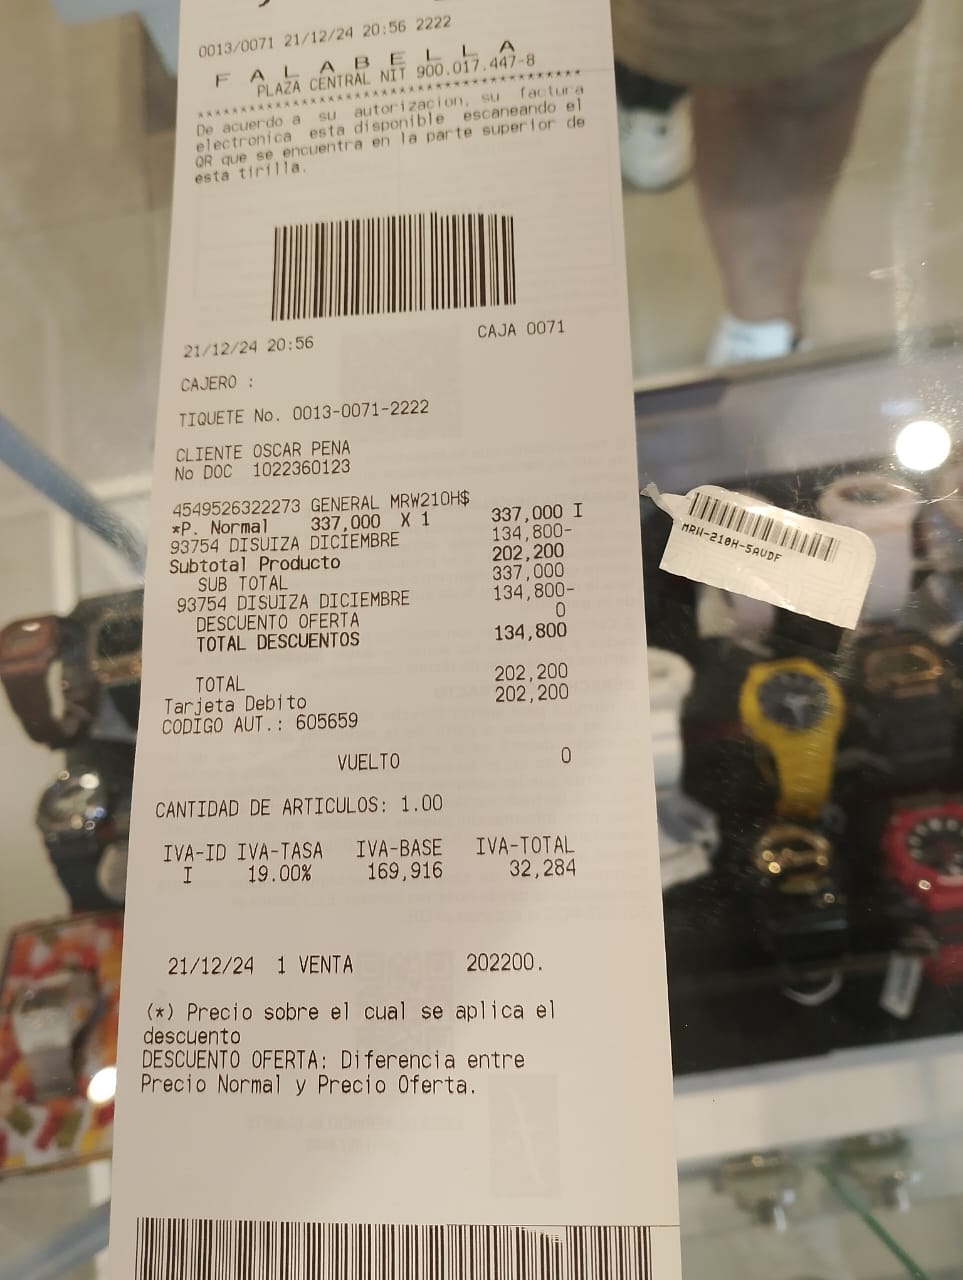 0013/0071 21/12/24 20:56 2222
F A L A B E L L A
PLAZA CENTRAL NIT 900.017.447-8
****************************************
De acuerdo a su autorizacion, su factura
electronica esta disponible escaneando el
QR que se encuentra en la parte superior de
esta tirilla.
21/12/24 20:56 CAJA 0071
CAJERO :
TIQUETE No. 0013-0071-2222
CLIENTE OSCAR PENA
No DOC 1022360123
4549526322273 GENERAL MRW210H$
*P. Normal 337,000 X 1 337,000 I
93754 DISUIZA DICIEMBRE 134,800-
Subtotal Producto 202,200
SUB TOTAL 337,000
93754 DISUIZA DICIEMBRE 134,800-
DESCUENTO OFERTA 0
TOTAL DESCUENTOS 134,800
TOTAL 202,200
Tarjeta Debito 202,200
CODIGO AUT.: 605659
VUELTO 0
CANTIDAD DE ARTICULOS: 1.00
IVA-ID IVA-TASA IVA-BASE IVA-TOTAL
I 19.00% 169,916 32,284
21/12/24 1 VENTA 202200.
(*) Precio sobre el cual se aplica el
descuento
DESCUENTO OFERTA: Diferencia entre
Precio Normal y Precio Oferta.
MRW-210H-5AVDF